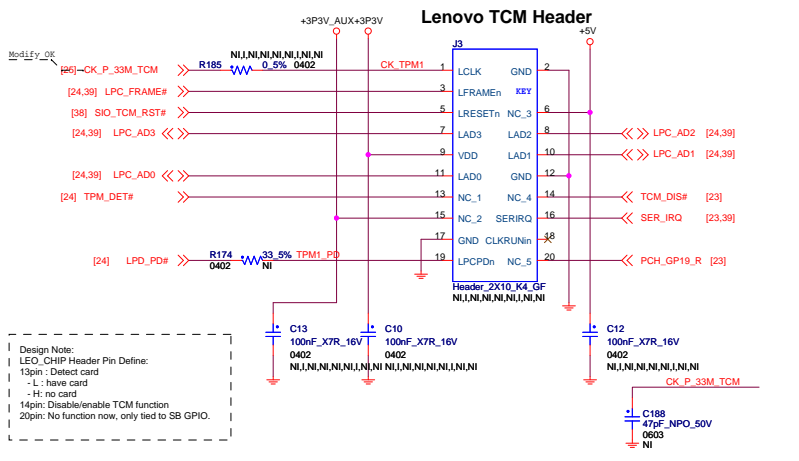 Lenovo TCM Header
+3P3V_AUX
+3P3V
+5V
Modify_OK
J3
[25] CK_P_33M_TCM
R185
NI,I,NI,NI,NI,NI,I,NI,NI
0_5%
0402
CK_TPM1
1 LCLK GND 2
[24,39] LPC_FRAME#
3 LFRAMEn KEY
[38] SIO_TCM_RST#
5 LRESETn NC_3 6
[24,39] LPC_AD3
7 LAD3 LAD2 8
LPC_AD2 [24,39]
9 VDD LAD1 10
LPC_AD1 [24,39]
[24,39] LPC_AD0
11 LAD0 GND 12
[24] TPM_DET#
13 NC_1 NC_4 14
TCM_DIS# [23]
15 NC_2 SERIRQ 16
SER_IRQ [23,39]
17 GND CLKRUNin 18
[24] LPD_PD#
R174
0402
33_5%
NI
TPM1_PD
19 LPCPDn NC_5 20
PCH_GP19_R [23]
Header_2X10_K4_GF
NI,I,NI,NI,NI,NI,I,NI,NI
C13
100nF_X7R_16V
0402
NI,I,NI,NI,NI,NI,I,NI,NI
C10
100nF_X7R_16V
0402
NI,I,NI,NI,NI,NI,I,NI,NI
C12
100nF_X7R_16V
0402
NI,I,NI,NI,NI,NI,I,NI,NI
Design Note:
LEO_CHIP Header Pin Define:
13pin : Detect card
- L : have card
- H: no card
14pin: Disable/enable TCM function
20pin: No function now, only tied to SB GPIO.
CK_P_33M_TCM
C188
47pF_NPO_50V
0603
NI